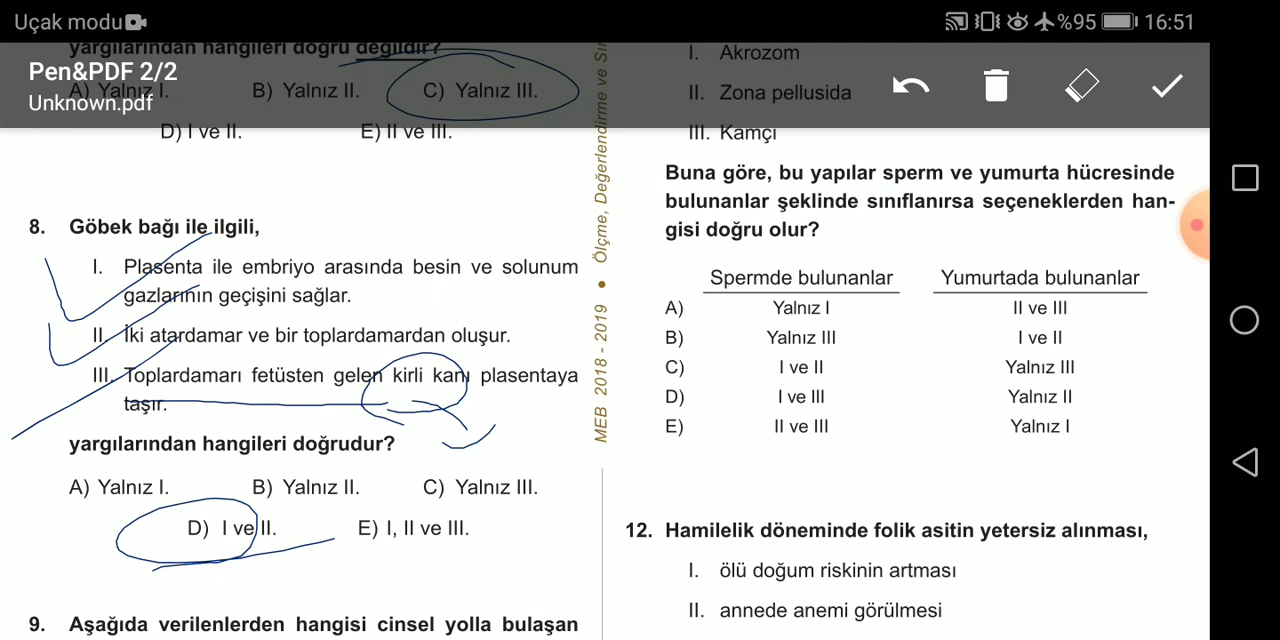 Uçak modu
%95 16:51
Pen&PDF 2/2
Unknown.pdf
yargılarından hangileri doğru değildir?
A) Yalnız I. B) Yalnız II. C) Yalnız III.
D) I ve II. E) II ve III.
8. Göbek bağı ile ilgili,
I. Plasenta ile embriyo arasında besin ve solunum
gazlarının geçişini sağlar.
II. İki atardamar ve bir toplardamardan oluşur.
III. Toplardamarı fetüsten gelen kirli kanı plasentaya
taşır.
yargılarından hangileri doğrudur?
A) Yalnız I. B) Yalnız II. C) Yalnız III.
D) I ve II. E) I, II ve III.
9. Aşağıda verilenlerden hangisi cinsel yolla bulaşan
MEB 2018 - 2019 ● Ölçme, Değerlendirme ve
I. Akrozom
II. Zona pellusida
III. Kamçı
Buna göre, bu yapılar sperm ve yumurta hücresinde
bulunanlar şeklinde sınıflanırsa seçeneklerden han-
gisi doğru olur?
Spermde bulunanlar Yumurtada bulunanlar
A) Yalnız I II ve III
B) Yalnız III I ve II
C) I ve II Yalnız III
D) I ve III Yalnız II
E) II ve III Yalnız I
12. Hamilelik döneminde folik asitin yetersiz alınması,
I. ölü doğum riskinin artması
II. annede anemi görülmesi